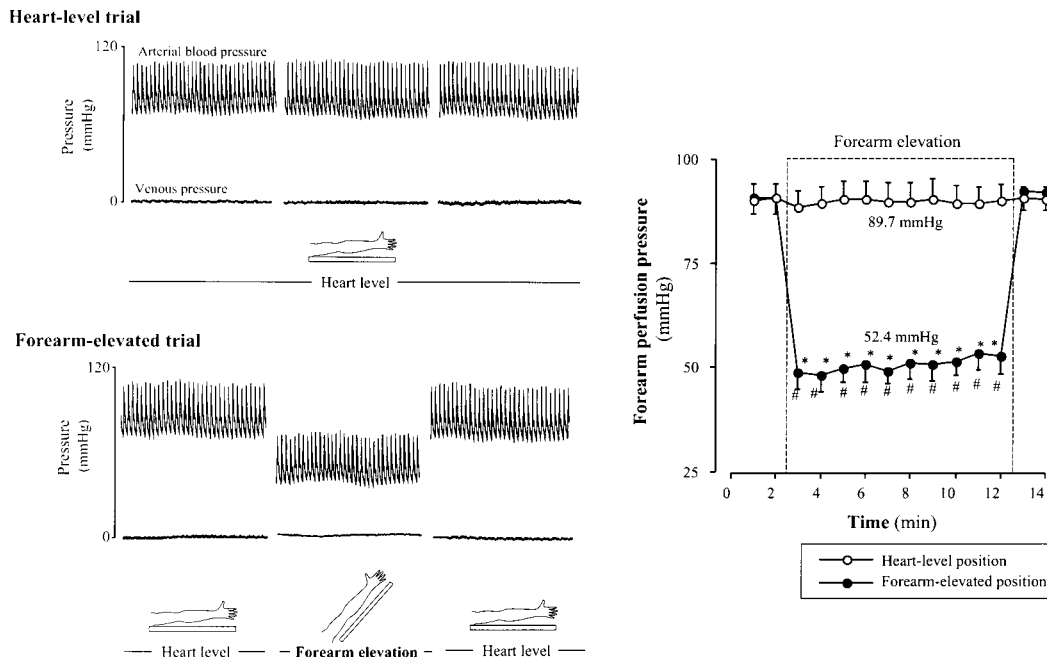 Heart-level trial
120
Arterial blood pressure
Pressure
(mmHg)
Venous pressure
0
Heart level
Forearm-elevated trial
120
Pressure
(mmHg)
0
Heart level
Forearm elevation
Heart level
Forearm elevation
100
75
50
25
Forearm perfusion pressure
(mmHg)
89.7 mmHg
52.4 mmHg
* * * * * * * * * *
# # # # # # # # # #
0 2 4 6 8 10 12 14
Time (min)
Heart-level position
Forearm-elevated position